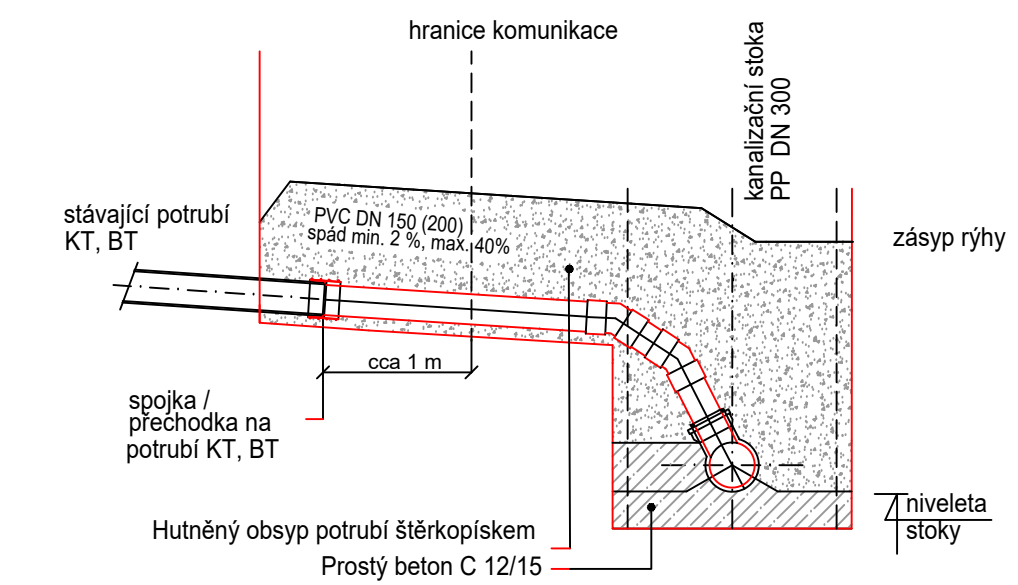 hranice komunikace
kanalizační stoka
PP DN 300
stávající potrubí
KT, BT
PVC DN 150 (200)
spád min. 2 %, max. 40%
zásyp rýhy
cca 1 m
spojka /
přechodka na
potrubí KT, BT
niveleta
stoky
Hutněný obsyp potrubí štěrkopískem
Prostý beton C 12/15